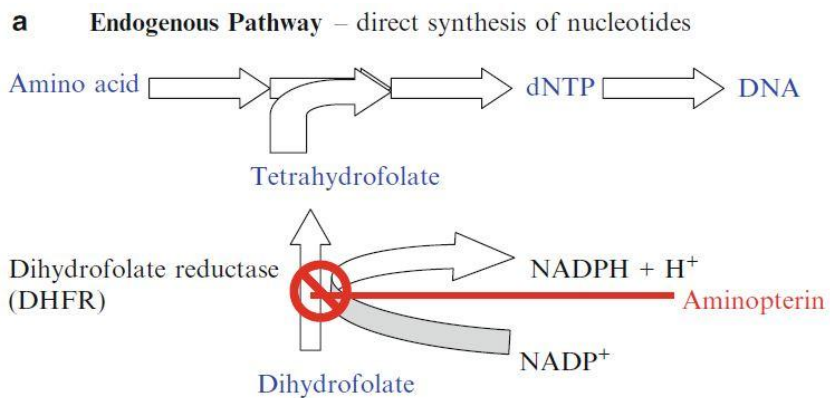 a Endogenous Pathway – direct synthesis of nucleotides
Amino acid dNTP DNA
Tetrahydrofolate
Dihydrofolate reductase
(DHFR)
NADPH + H⁺
Aminopterin
NADP⁺
Dihydrofolate